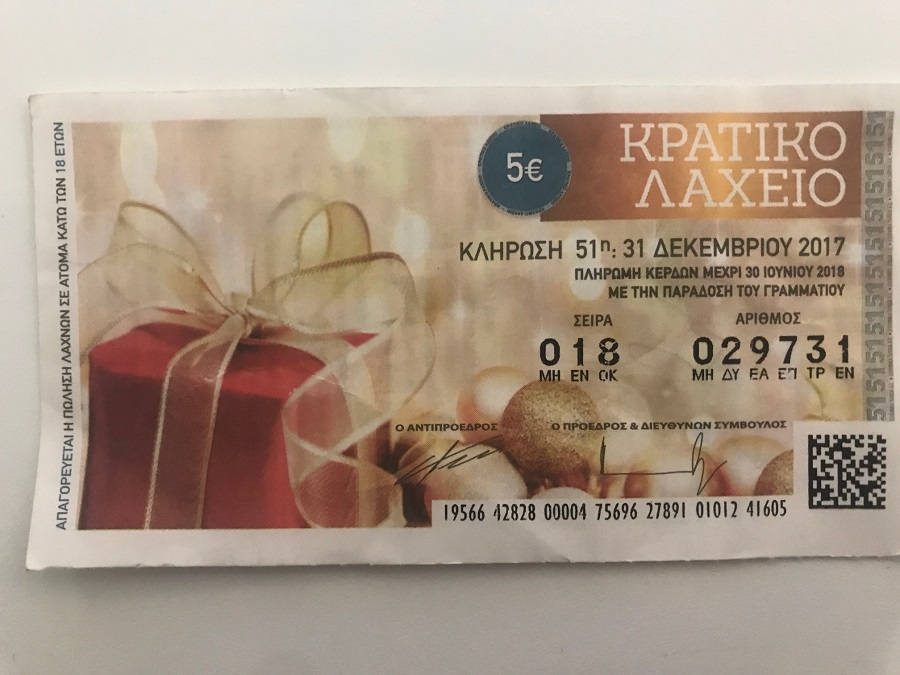 ΑΠΑΓΟΡΕΥΕΤΑΙ Η ΠΩΛΗΣΗ ΛΑΧΝΩΝ ΣΕ ΑΤΟΜΑ ΚΑΤΩ ΤΩΝ 18 ΕΤΩΝ
5€
ΚΡΑΤΙΚΟ
ΛΑΧΕΙΟ
ΚΛΗΡΩΣΗ 51η: 31 ΔΕΚΕΜΒΡΙΟΥ 2017
ΠΛΗΡΩΜΗ ΚΕΡΔΩΝ ΜΕΧΡΙ 30 ΙΟΥΝΙΟΥ 2018
ΜΕ ΤΗΝ ΠΑΡΑΔΟΣΗ ΤΟΥ ΓΡΑΜΜΑΤΙΟΥ
ΣΕΙΡΑ ΑΡΙΘΜΟΣ
018 029731
ΜΗ ΕΝ ΟΚ ΜΗ ΔΥ ΕΑ ΕΠ ΤΡ ΕΝ
Ο ΑΝΤΙΠΡΟΕΔΡΟΣ Ο ΠΡΟΕΔΡΟΣ & ΔΙΕΥΘΥΝΩΝ ΣΥΜΒΟΥΛΟΣ
19566 42828 00004 75696 27891 01012 41605
5151515151515151